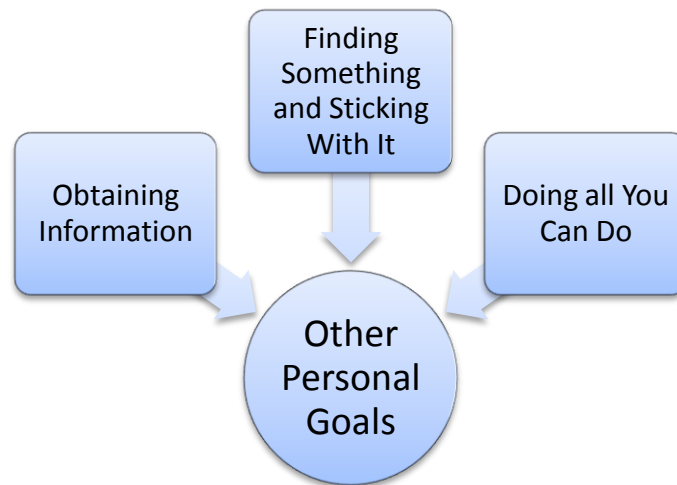 Finding
Something
and Sticking
With It
Obtaining
Information
Doing all You
Can Do
Other
Personal
Goals